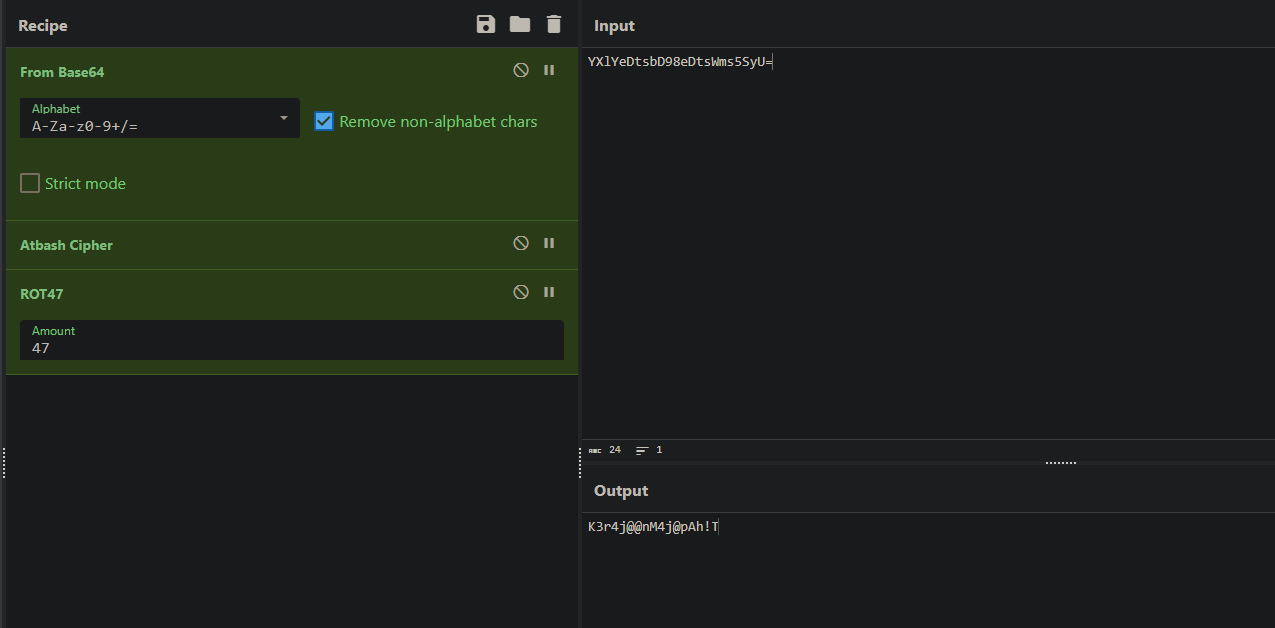 Recipe
From Base64
Alphabet
A-Za-z0-9+/=
Remove non-alphabet chars
Strict mode
Atbash Cipher
ROT47
Amount
47
Input
YXlYeDtsbD98eDtsWms5SyU=
ABC 24 1
Output
K3r4j@@nM4j@pAh!T